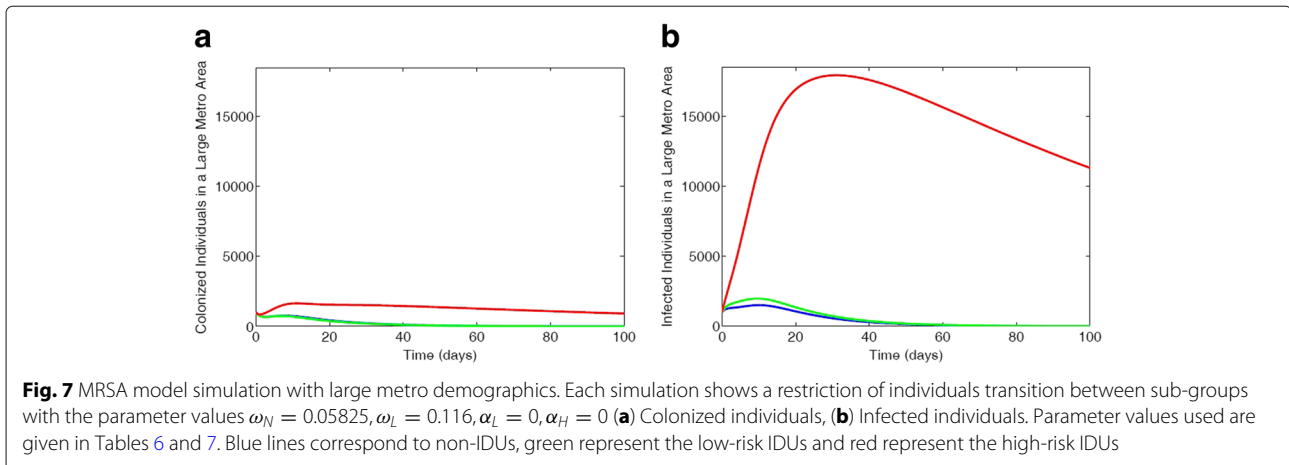 a
b
Colonized Individuals in a Large Metro Area
15000
10000
5000
0
0 20 40 60 80 100
Time (days)
Infected Individuals in a Large Metro Area
15000
10000
5000
0
0 20 40 60 80 100
Time (days)
Fig. 7 MRSA model simulation with large metro demographics. Each simulation shows a restriction of individuals transition between sub-groups
with the parameter values ω_N = 0.05825, ω_L = 0.116, α_L = 0, α_H = 0 (a) Colonized individuals, (b) Infected individuals. Parameter values used are
given in Tables 6 and 7. Blue lines correspond to non-IDUs, green represent the low-risk IDUs and red represent the high-risk IDUs